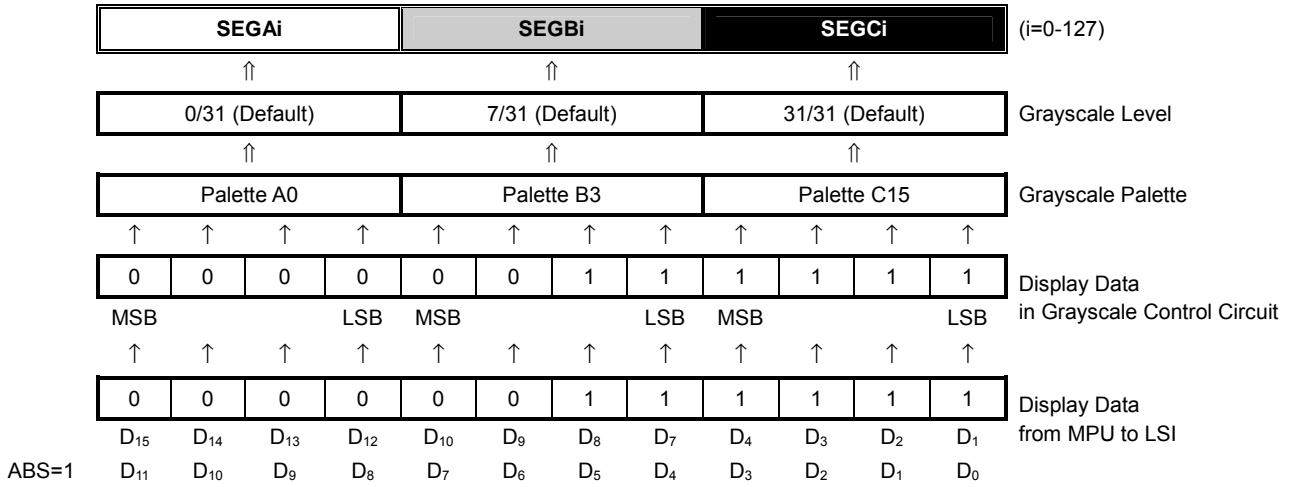 SEGAi SEGBi SEGCi (i=0-127)
⇑ ⇑ ⇑
0/31 (Default) 7/31 (Default) 31/31 (Default) Grayscale Level
⇑ ⇑ ⇑
Palette A0 Palette B3 Palette C15 Grayscale Palette
↑ ↑ ↑ ↑ ↑ ↑ ↑ ↑ ↑ ↑ ↑ ↑
0 0 0 0 0 0 1 1 1 1 1 1 Display Data
in Grayscale Control Circuit
MSB LSB MSB LSB MSB LSB
↑ ↑ ↑ ↑ ↑ ↑ ↑ ↑ ↑ ↑ ↑ ↑
0 0 0 0 0 0 1 1 1 1 1 1 Display Data
from MPU to LSI
D₁₅ D₁₄ D₁₃ D₁₂ D₁₀ D₉ D₈ D₇ D₄ D₃ D₂ D₁
ABS=1 D₁₁ D₁₀ D₉ D₈ D₇ D₆ D₅ D₄ D₃ D₂ D₁ D₀